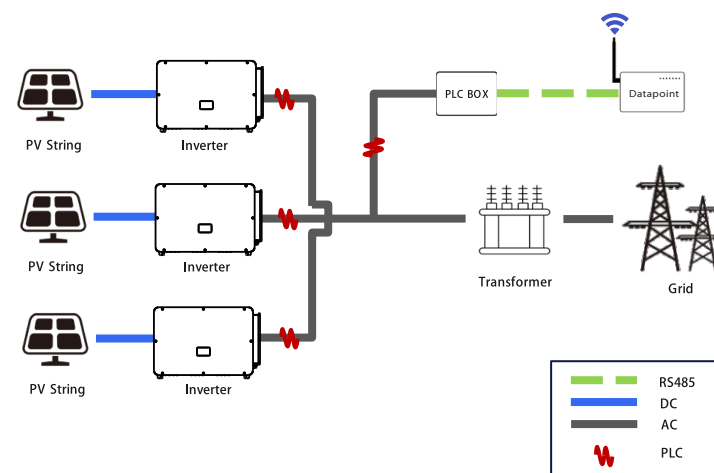 PV String
Inverter
PLC BOX
Datapoint
PV String
Inverter
Transformer
Grid
PV String
Inverter
RS485
DC
AC
PLC